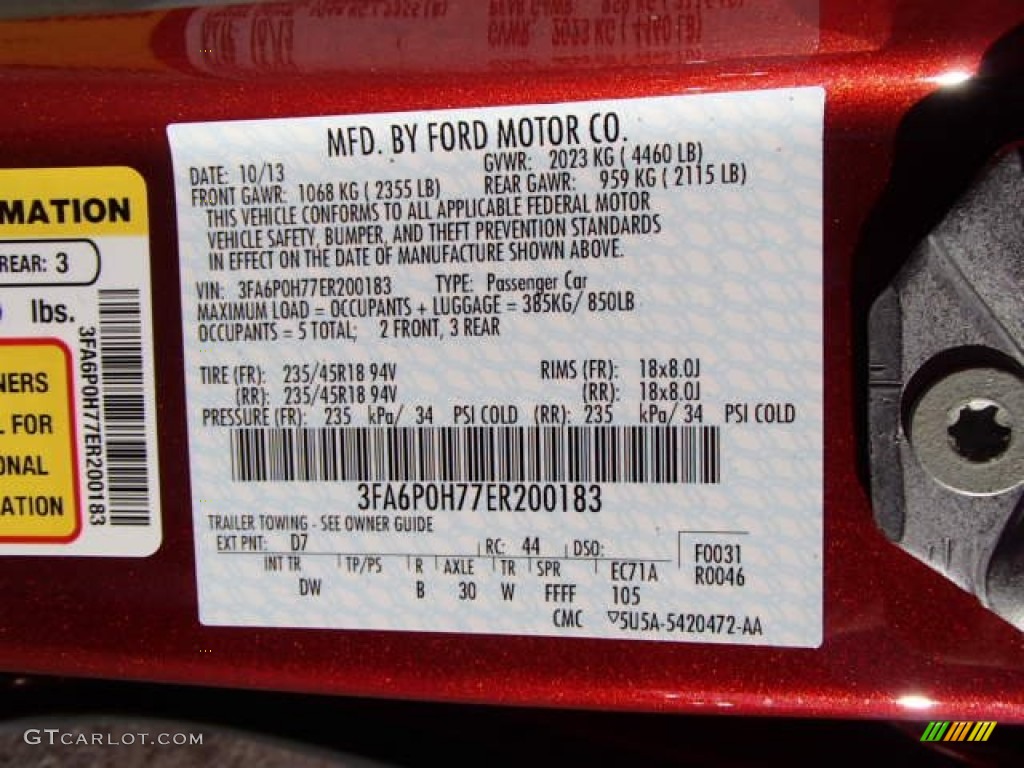 MFD. BY FORD MOTOR CO.
DATE: 10/13
GVWR: 2023 KG ( 4460 LB)
FRONT GAWR: 1068 KG ( 2355 LB)
REAR GAWR: 959 KG ( 2115 LB)
THIS VEHICLE CONFORMS TO ALL APPLICABLE FEDERAL MOTOR
VEHICLE SAFETY, BUMPER, AND THEFT PREVENTION STANDARDS
IN EFFECT ON THE DATE OF MANUFACTURE SHOWN ABOVE.
VIN: 3FA6P0H77ER200183 TYPE: Passenger Car
MAXIMUM LOAD = OCCUPANTS + LUGGAGE = 385KG/ 850LB
OCCUPANTS = 5 TOTAL; 2 FRONT, 3 REAR
TIRE (FR): 235/45R18 94V RIMS (FR): 18x8.0J
(RR): 235/45R18 94V (RR): 18x8.0J
PRESSURE (FR): 235 kPa/ 34 PSI COLD (RR): 235 kPa/ 34 PSI COLD
3FA6P0H77ER200183
TRAILER TOWING - SEE OWNER GUIDE
EXT PNT: D7 RC: 44 DSO:
F0031
R0046
INT TR TP/PS R AXLE TR SPR EC71A
DW B 30 W FFFF 105
CMC ▽5U5A-5420472-AA
MATION
REAR: 3
lbs.
3FA6P0H77ER200183
NERS
L FOR
ONAL
ATION
GTCARLOT.COM